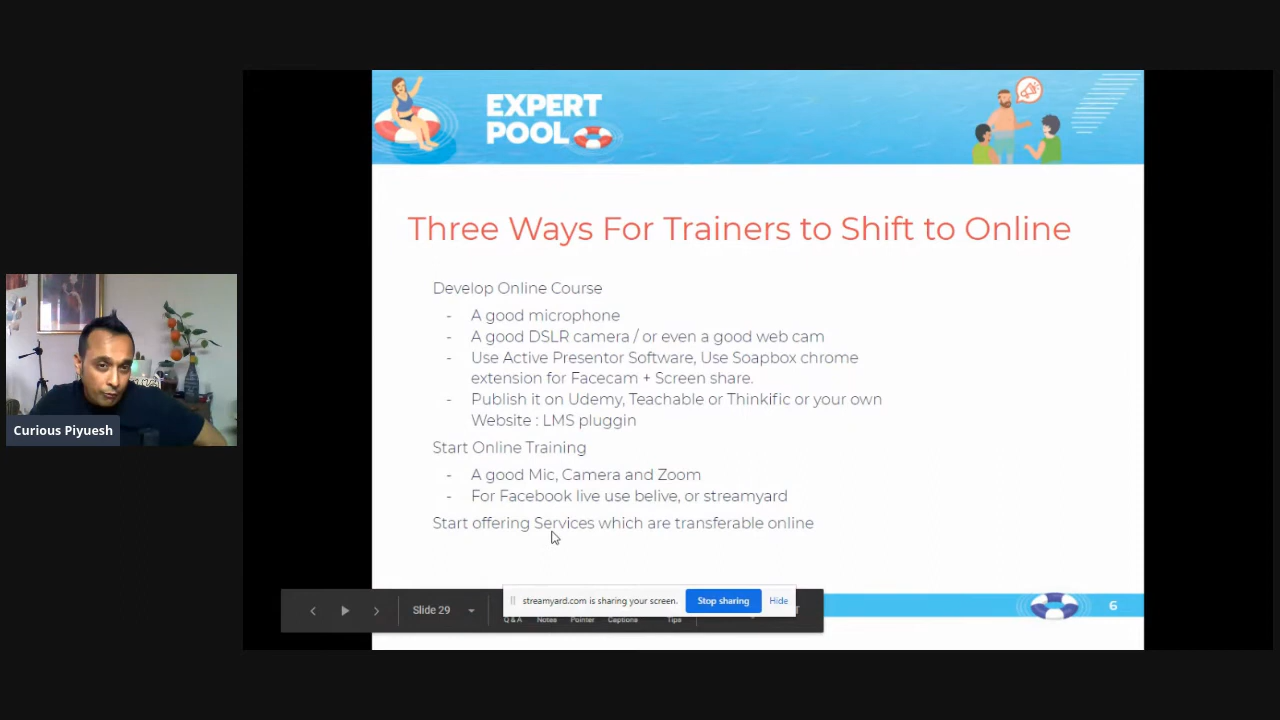 EXPERT
POOL
Three Ways For Trainers to Shift to Online
Develop Online Course
- A good microphone
- A good DSLR camera / or even a good web cam
- Use Active Presentor Software, Use Soapbox chrome
extension for Facecam + Screen share.
- Publish it on Udemy, Teachable or Thinkific or your own
Website : LMS pluggin
Start Online Training
- A good Mic, Camera and Zoom
- For Facebook live use belive, or streamyard
Start offering Services which are transferable online
Curious Piyuesh
Slide 29
streamyard.com is sharing your screen.
Stop sharing
Hide
Q & A
Notes
Pointer
Captions
Tips
6